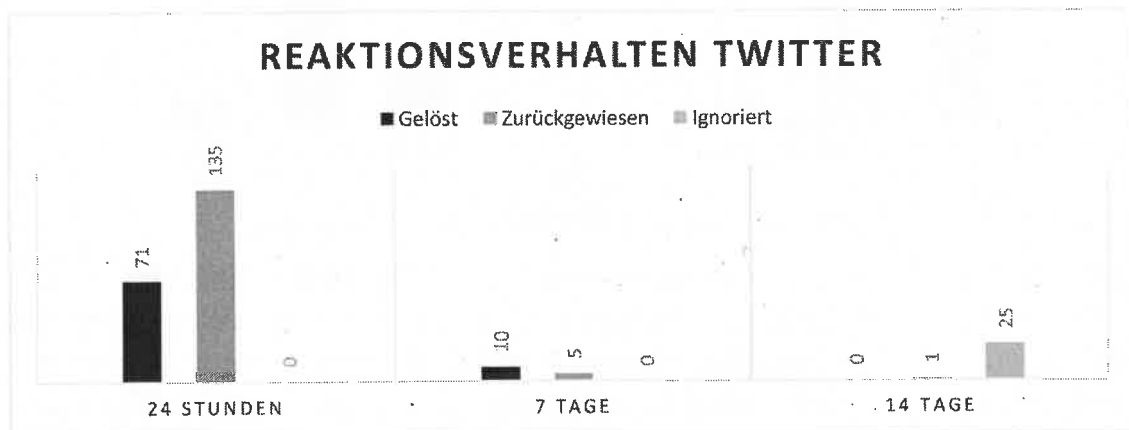 REAKTIONSVERHALTEN TWITTER
Gelöst Zurückgewiesen Ignoriert
71 135 0 10 5 0 0 1 25
24 STUNDEN 7 TAGE 14 TAGE